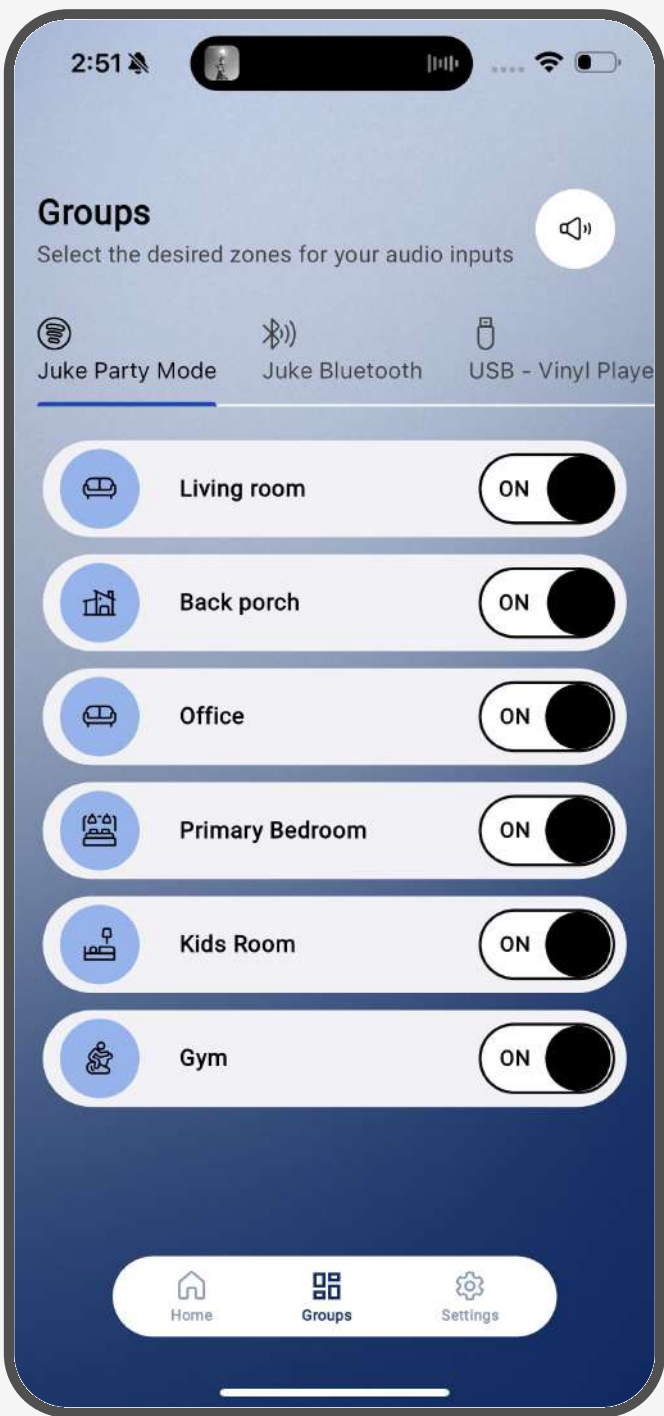 2:51
Groups
Select the desired zones for your audio inputs
Juke Party Mode
Juke Bluetooth
USB - Vinyl Playe
Living room
ON
Back porch
ON
Office
ON
Primary Bedroom
ON
Kids Room
ON
Gym
ON
Home
Groups
Settings